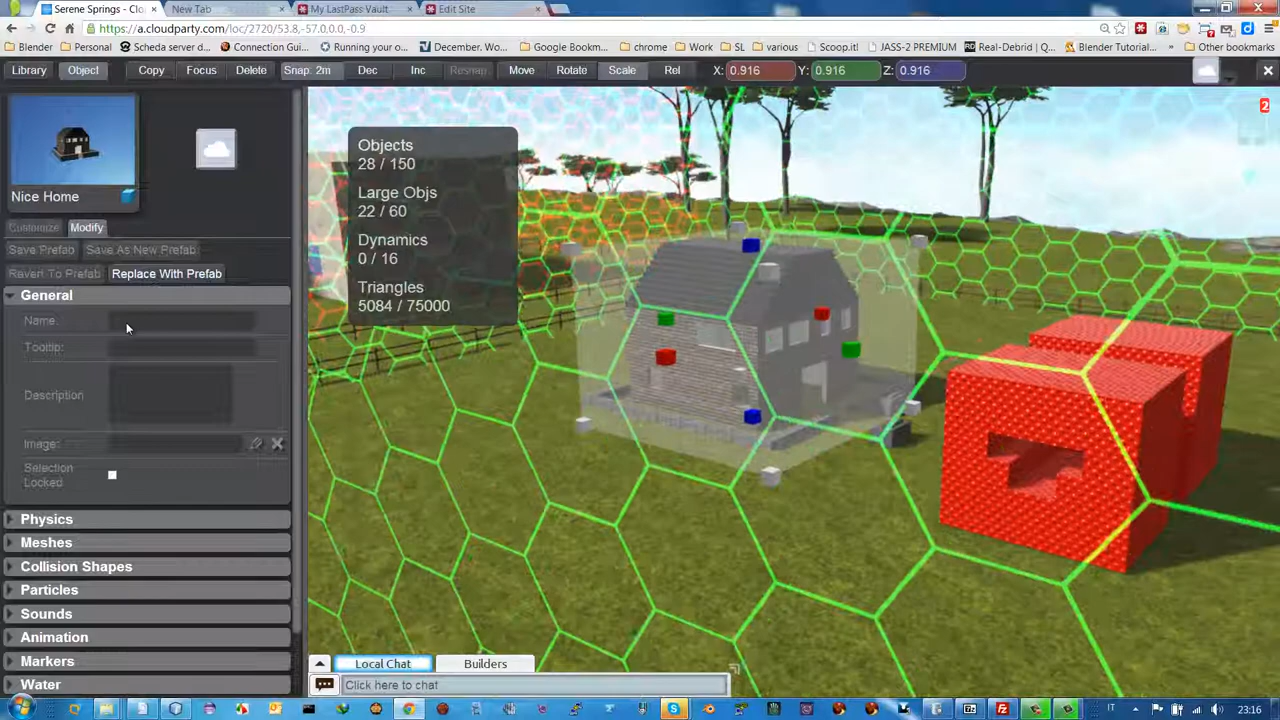 Serene Springs - Clo
New Tab
My LastPass Vault
Edit Site
https://a.cloudparty.com/loc/2720/53.8,-57.0,0.0,-0.9
Blender
Personal
Scheda server d...
Connection Gui...
Running your o...
December. Wo...
Google Bookm...
chrome
Work
SL
various
Scoop.it!
JASS-2 PREMIUM
Real-Debrid | Q...
Blender Tutorial...
Other bookmarks
Library Object Copy Focus Delete Snap: 2m Dec Inc Resnap Move Rotate Scale Rel X: 0.916 Y: 0.916 Z: 0.916
2
Nice Home
Customize Modify
Save Prefab Save As New Prefab
Revert To Prefab Replace With Prefab
General
Name:
Tooltip:
Description
Image:
Selection
Locked
Physics
Meshes
Collision Shapes
Particles
Sounds
Animation
Markers
Water
Objects
28 / 150
Large Objs
22 / 60
Dynamics
0 / 16
Triangles
5084 / 75000
Local Chat Builders
Click here to chat
IT
23:16